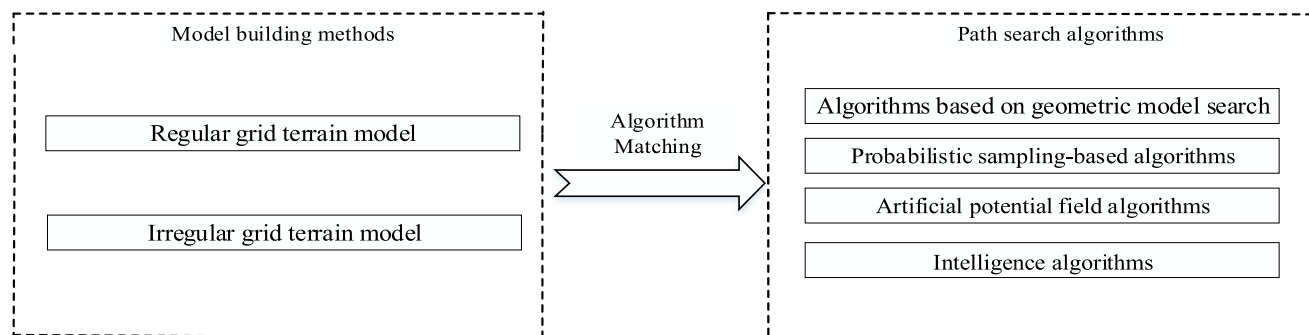 Model building methods
Regular grid terrain model
Irregular grid terrain model
Algorithm
Matching
Path search algorithms
Algorithms based on geometric model search
Probabilistic sampling-based algorithms
Artificial potential field algorithms
Intelligence algorithms